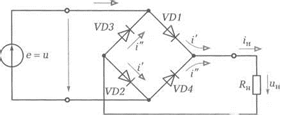 VD3
VD1
i''
i'
iн
e = u
i'
i''
VD2
VD4
Rн
uн